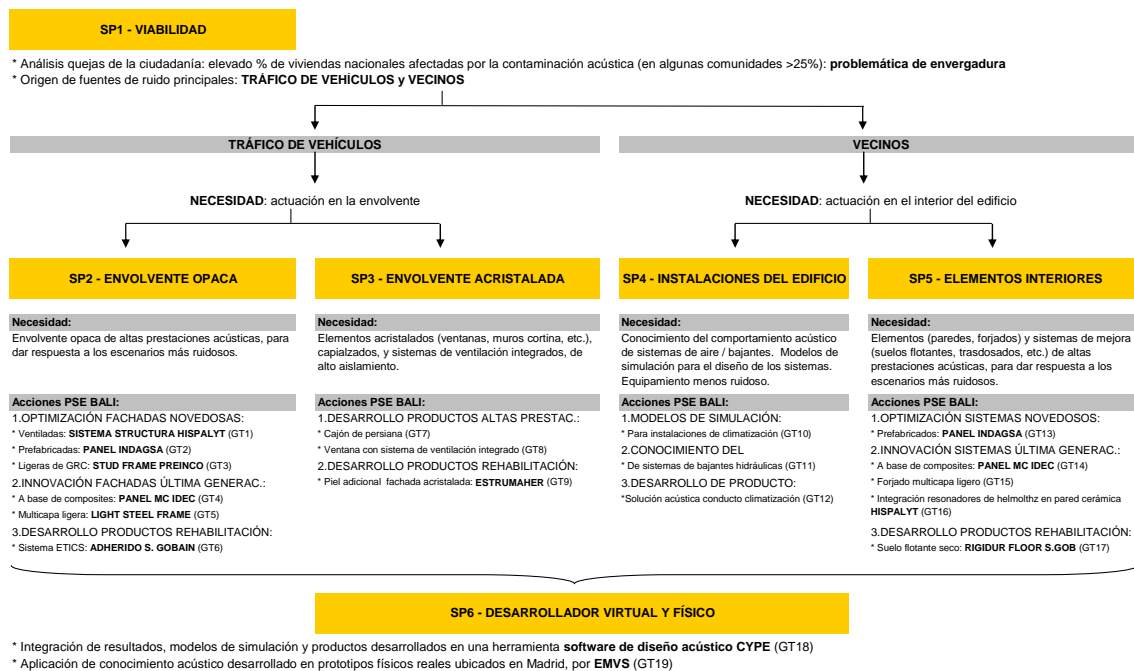 SP1 - VIABILIDAD
* Análisis quejas de la ciudadanía: elevado % de viviendas nacionales afectadas por la contaminación acústica (en algunas comunidades >25%): problemática de envergadura
* Origen de fuentes de ruido principales: TRÁFICO DE VEHÍCULOS y VECINOS
TRÁFICO DE VEHÍCULOS
NECESIDAD: actuación en la envolvente
VECINOS
NECESIDAD: actuación en el interior del edificio
SP2 - ENVOLVENTE OPACA
Necesidad:
Envolvente opaca de altas prestaciones acústicas, para
dar respuesta a los escenarios más ruidosos.
Acciones PSE BALI:
1.OPTIMIZACIÓN FACHADAS NOVEDOSAS:
* Ventiladas: SISTEMA STRUCTURA HISPALYT (GT1)
* Prefabricadas: PANEL INDAGSA (GT2)
* Ligeras de GRC: STUD FRAME PREINCO (GT3)
2.INNOVACIÓN FACHADAS ÚLTIMA GENERAC.:
* A base de composites: PANEL MC IDEC (GT4)
* Multicapa ligera: LIGHT STEEL FRAME (GT5)
3.DESARROLLO PRODUCTOS REHABILITACIÓN:
* Sistema ETICS: ADHERIDO S. GOBAIN (GT6)
SP3 - ENVOLVENTE ACRISTALADA
Necesidad:
Elementos acristalados (ventanas, muros cortina, etc.),
capialzados, y sistemas de ventilación integrados, de
alto aislamiento.
Acciones PSE BALI:
1.DESARROLLO PRODUCTOS ALTAS PRESTAC.:
* Cajón de persiana (GT7)
* Ventana con sistema de ventilación integrado (GT8)
2.DESARROLLO PRODUCTOS REHABILITACIÓN:
* Piel adicional fachada acristalada: ESTRUMAHER (GT9)
SP4 - INSTALACIONES DEL EDIFICIO
Necesidad:
Conocimiento del comportamiento acústico
de sistemas de aire / bajantes. Modelos de
simulación para el diseño de los sistemas.
Equipamiento menos ruidoso.
Acciones PSE BALI:
1.MODELOS DE SIMULACIÓN:
* Para instalaciones de climatización (GT10)
2.CONOCIMIENTO DEL
* De sistemas de bajantes hidráulicas (GT11)
3.DESARROLLO DE PRODUCTO:
*Solución acústica conducto climatización (GT12)
SP5 - ELEMENTOS INTERIORES
Necesidad:
Elementos (paredes, forjados) y sistemas de mejora
(suelos flotantes, trasdosados, etc.) de altas
prestaciones acústicas, para dar respuesta a los
escenarios más ruidosos.
Acciones PSE BALI:
1.OPTIMIZACIÓN SISTEMAS NOVEDOSOS:
* Prefabricados: PANEL INDAGSA (GT13)
2.INNOVACIÓN SISTEMAS ÚLTIMA GENERAC.:
* A base de composites: PANEL MC IDEC (GT14)
* Forjado multicapa ligero (GT15)
* Integración resonadores de helmolthz en pared cerámica
HISPALYT (GT16)
3.DESARROLLO PRODUCTOS REHABILITACIÓN:
* Suelo flotante seco: RIGIDUR FLOOR S.GOB (GT17)
SP6 - DESARROLLADOR VIRTUAL Y FÍSICO
* Integración de resultados, modelos de simulación y productos desarrollados en una herramienta software de diseño acústico CYPE (GT18)
* Aplicación de conocimiento acústico desarrollado en prototipos físicos reales ubicados en Madrid, por EMVS (GT19)